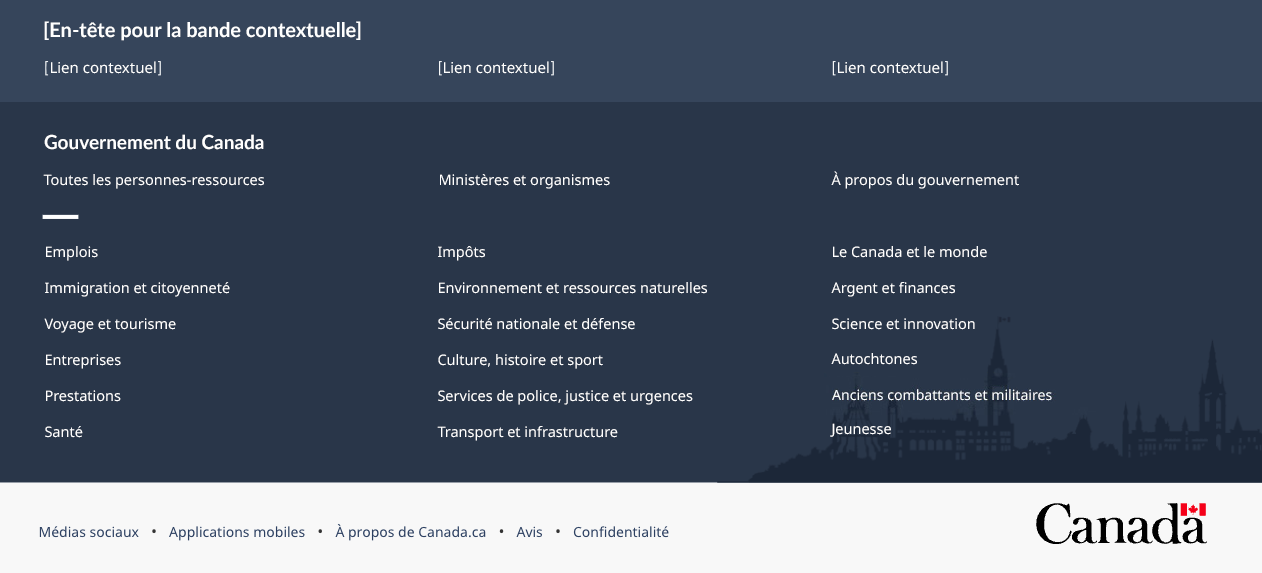 [En-tête pour la bande contextuelle]
[Lien contextuel] [Lien contextuel] [Lien contextuel]
Gouvernement du Canada
Toutes les personnes-ressources Ministères et organismes À propos du gouvernement
Emplois Impôts Le Canada et le monde
Immigration et citoyenneté Environnement et ressources naturelles Argent et finances
Voyage et tourisme Sécurité nationale et défense Science et innovation
Entreprises Culture, histoire et sport Autochtones
Prestations Services de police, justice et urgences Anciens combattants et militaires
Santé Transport et infrastructure Jeunesse
Médias sociaux • Applications mobiles • À propos de Canada.ca • Avis • Confidentialité Canada